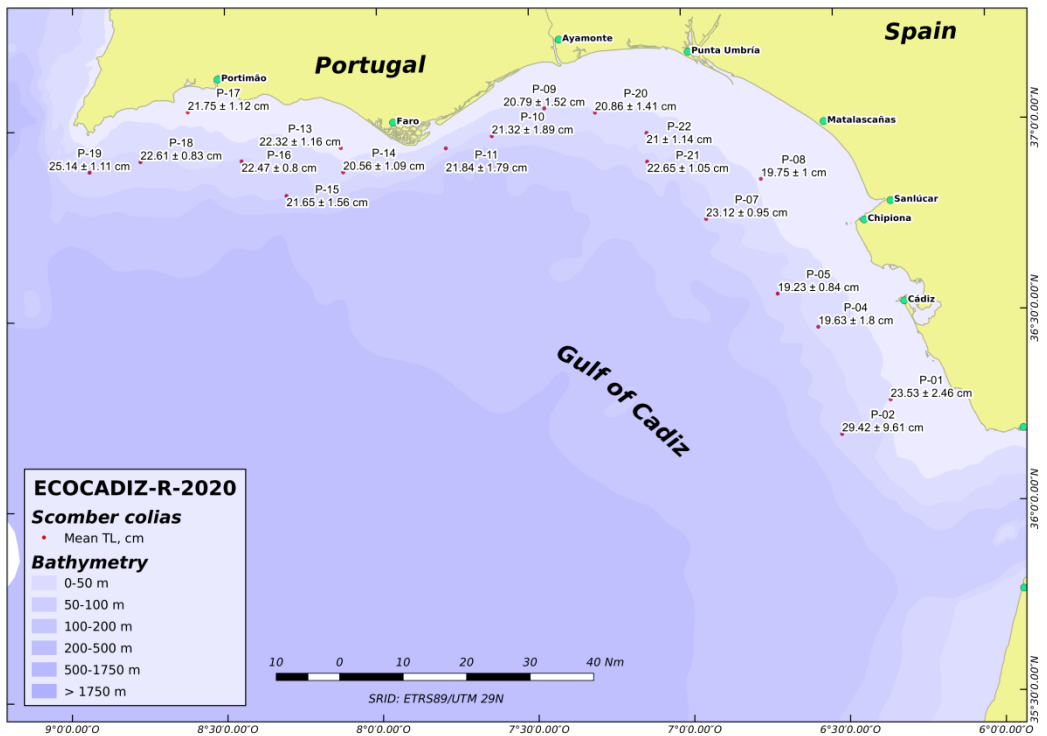 Spain
Portugal
Ayamonte
Punta Umbría
Portimão
P-17
21.75 ± 1.12 cm
P-09
20.79 ± 1.52 cm
P-20
20.86 ± 1.41 cm
Faro
P-10
21.32 ± 1.89 cm
Matalascañas
P-13
22.32 ± 1.16 cm
P-22
21 ± 1.14 cm
P-18
22.61 ± 0.83 cm
P-19
25.14 ± 1.11 cm
P-16
22.47 ± 0.8 cm
P-14
20.56 ± 1.09 cm
P-11
21.84 ± 1.79 cm
P-21
22.65 ± 1.05 cm
P-08
19.75 ± 1 cm
P-15
21.65 ± 1.56 cm
P-07
23.12 ± 0.95 cm
Sanlúcar
Chipiona
P-05
19.23 ± 0.84 cm
Cádiz
P-04
19.63 ± 1.8 cm
Gulf of Cadiz
P-01
23.53 ± 2.46 cm
P-02
29.42 ± 9.61 cm
ECOCADIZ-R-2020
Scomber colias
Mean TL, cm
Bathymetry
0-50 m
50-100 m
100-200 m
200-500 m
500-1750 m
> 1750 m
10 0 10 20 30 40 Nm
SRID: ETRS89/UTM 29N
37°0'0.00"N
36°30'0.00"N
36°0'0.00"N
35°30'0.00"N
9°0'0.00"O 8°30'0.00"O 8°0'0.00"O 7°30'0.00"O 7°0'0.00"O 6°30'0.00"O 6°0'0.00"O